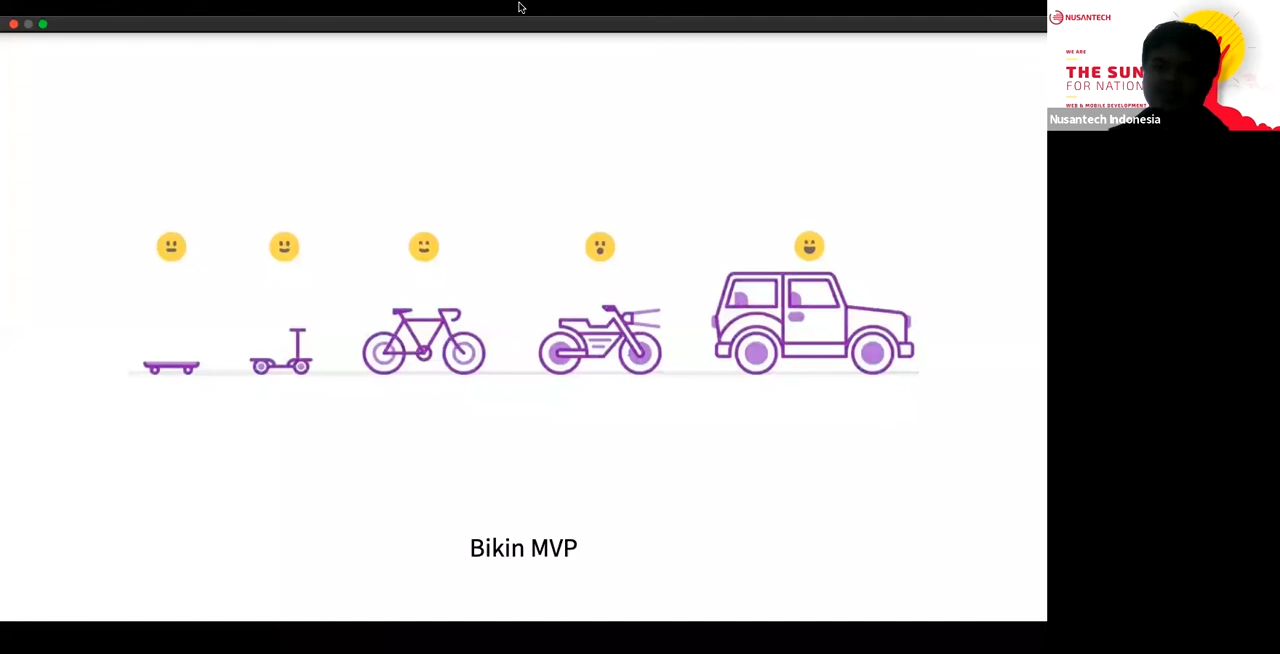 Bikin MVP
NUSANTECH
WE ARE
THE SUN
FOR NATION
WEB & MOBILE DEVELOPMENT
Nusantech Indonesia